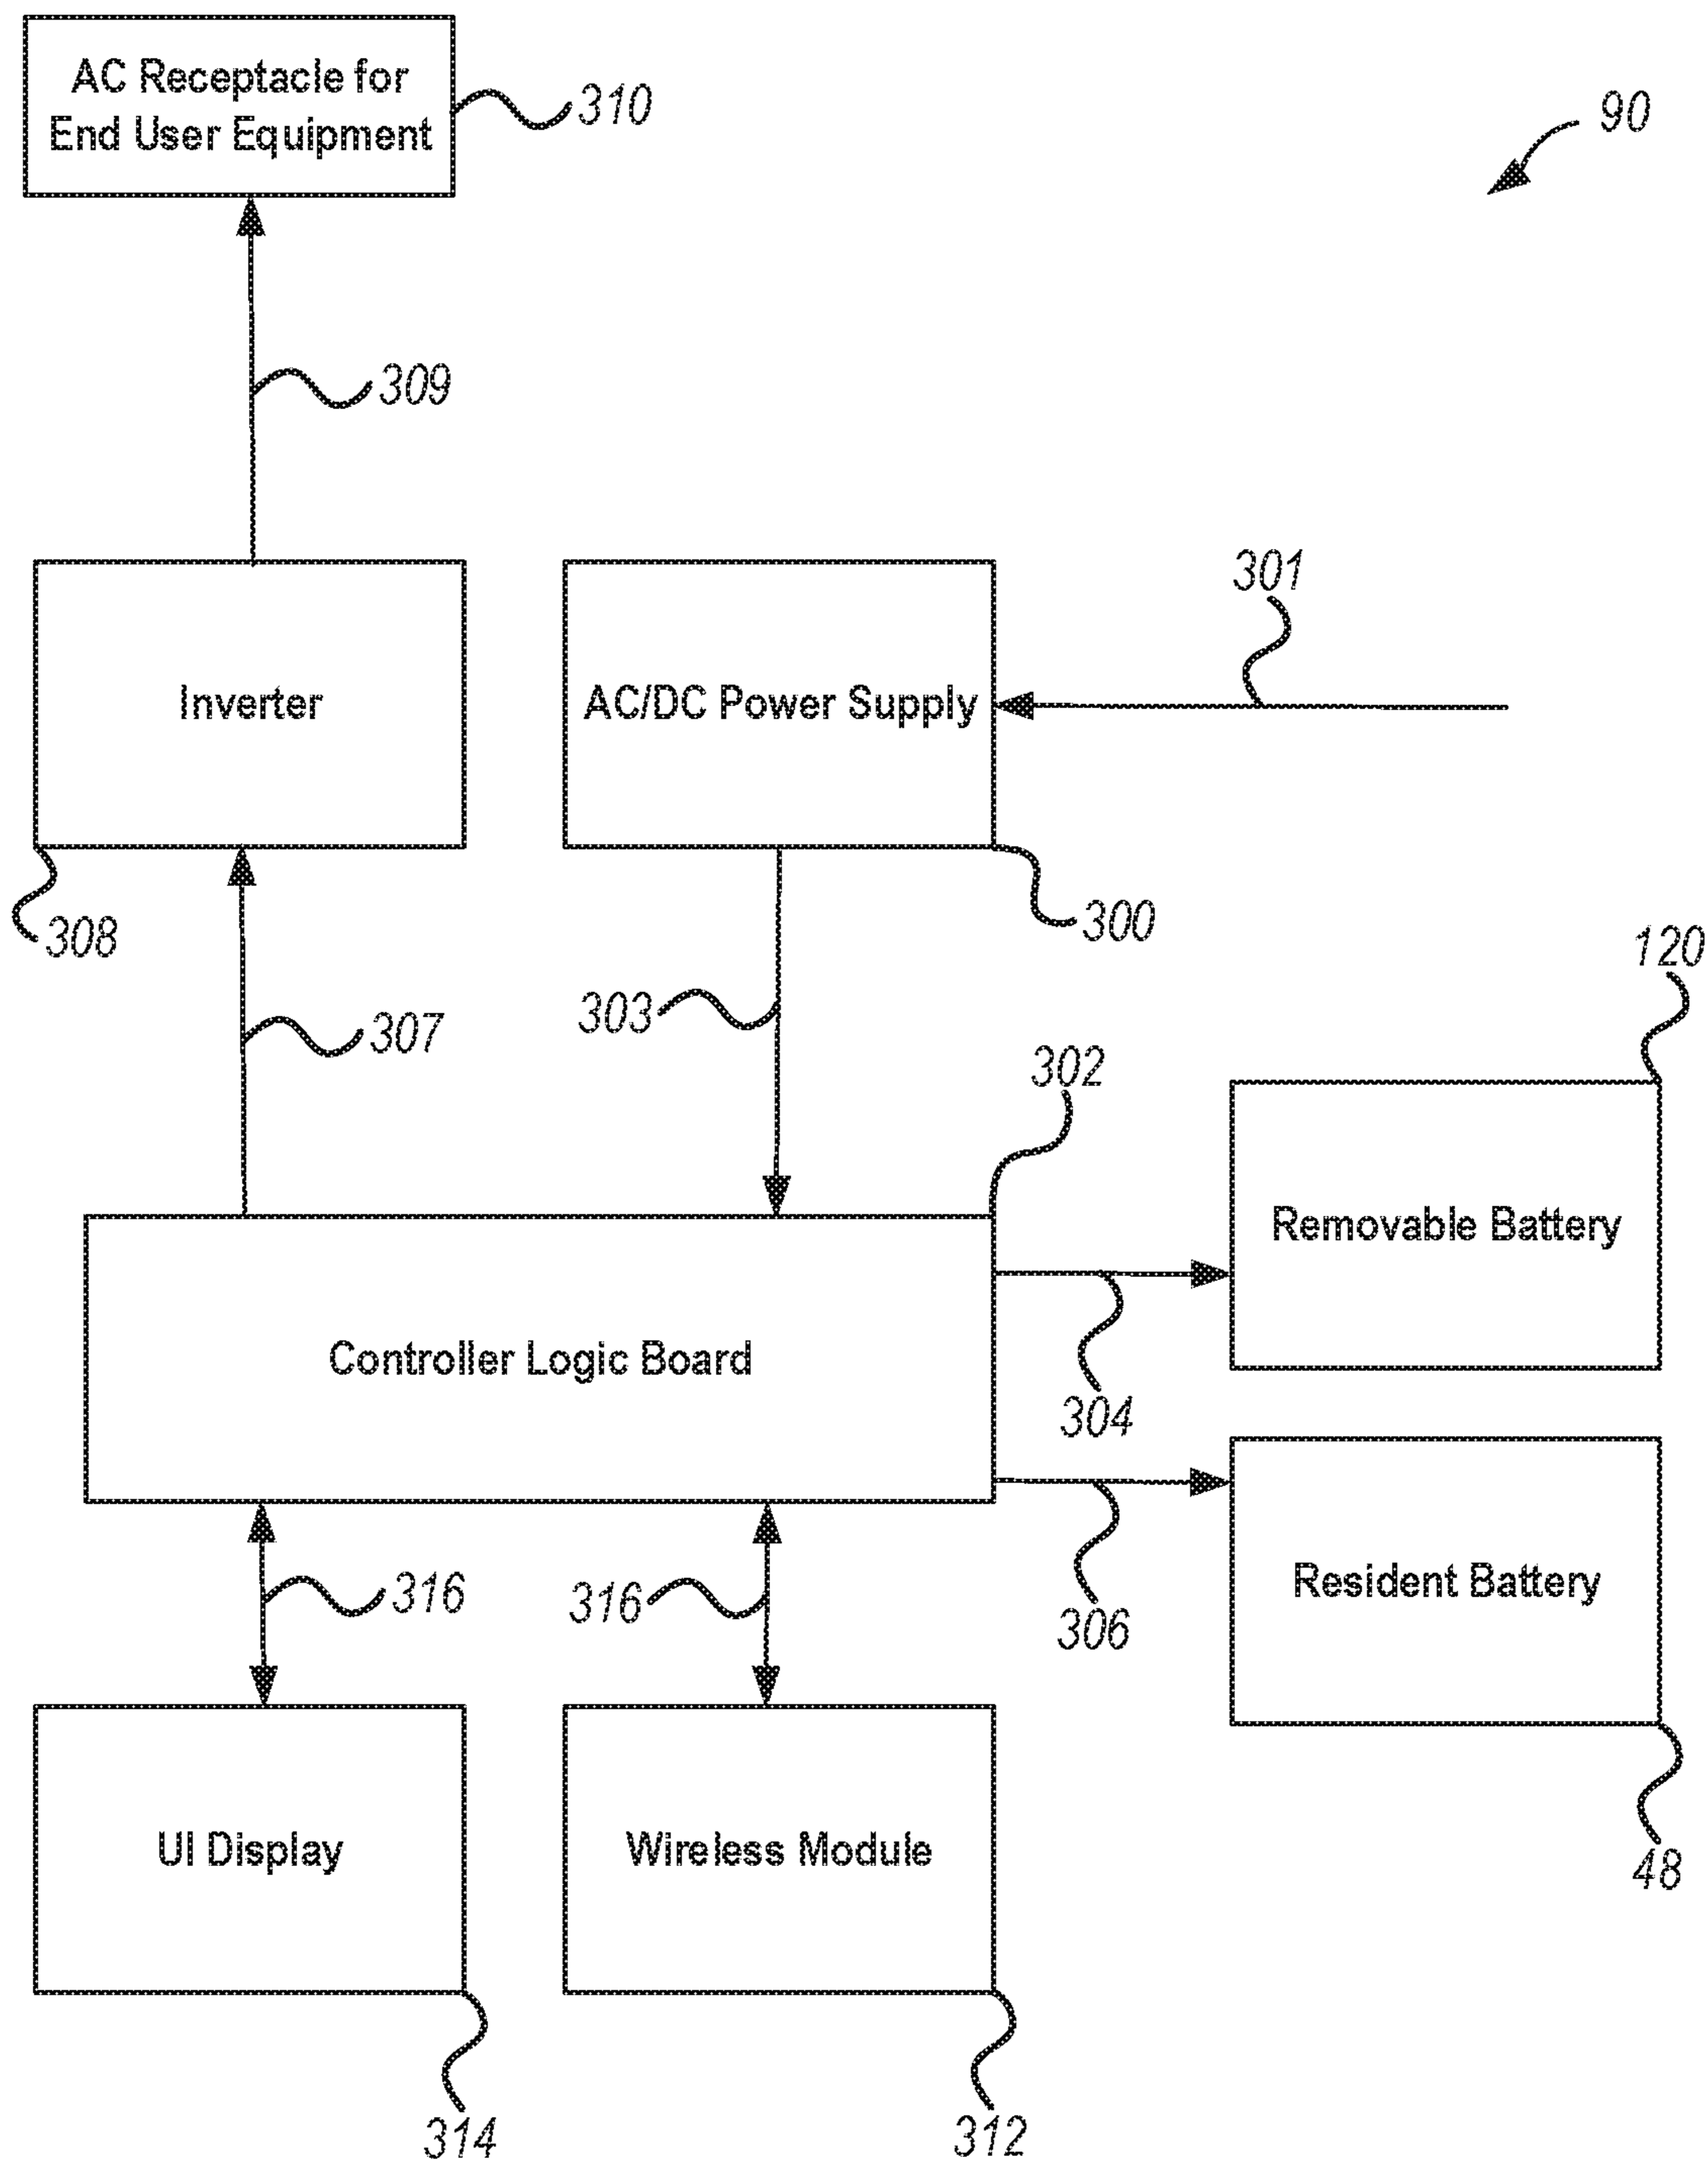 AC Receptacle for
End User Equipment
310
90
309
301
Inverter
AC/DC Power Supply
308
300
120
307
303
302
Removable Battery
Controller Logic Board
304
316
316
306
Resident Battery
UI Display
Wireless Module
48
314
312